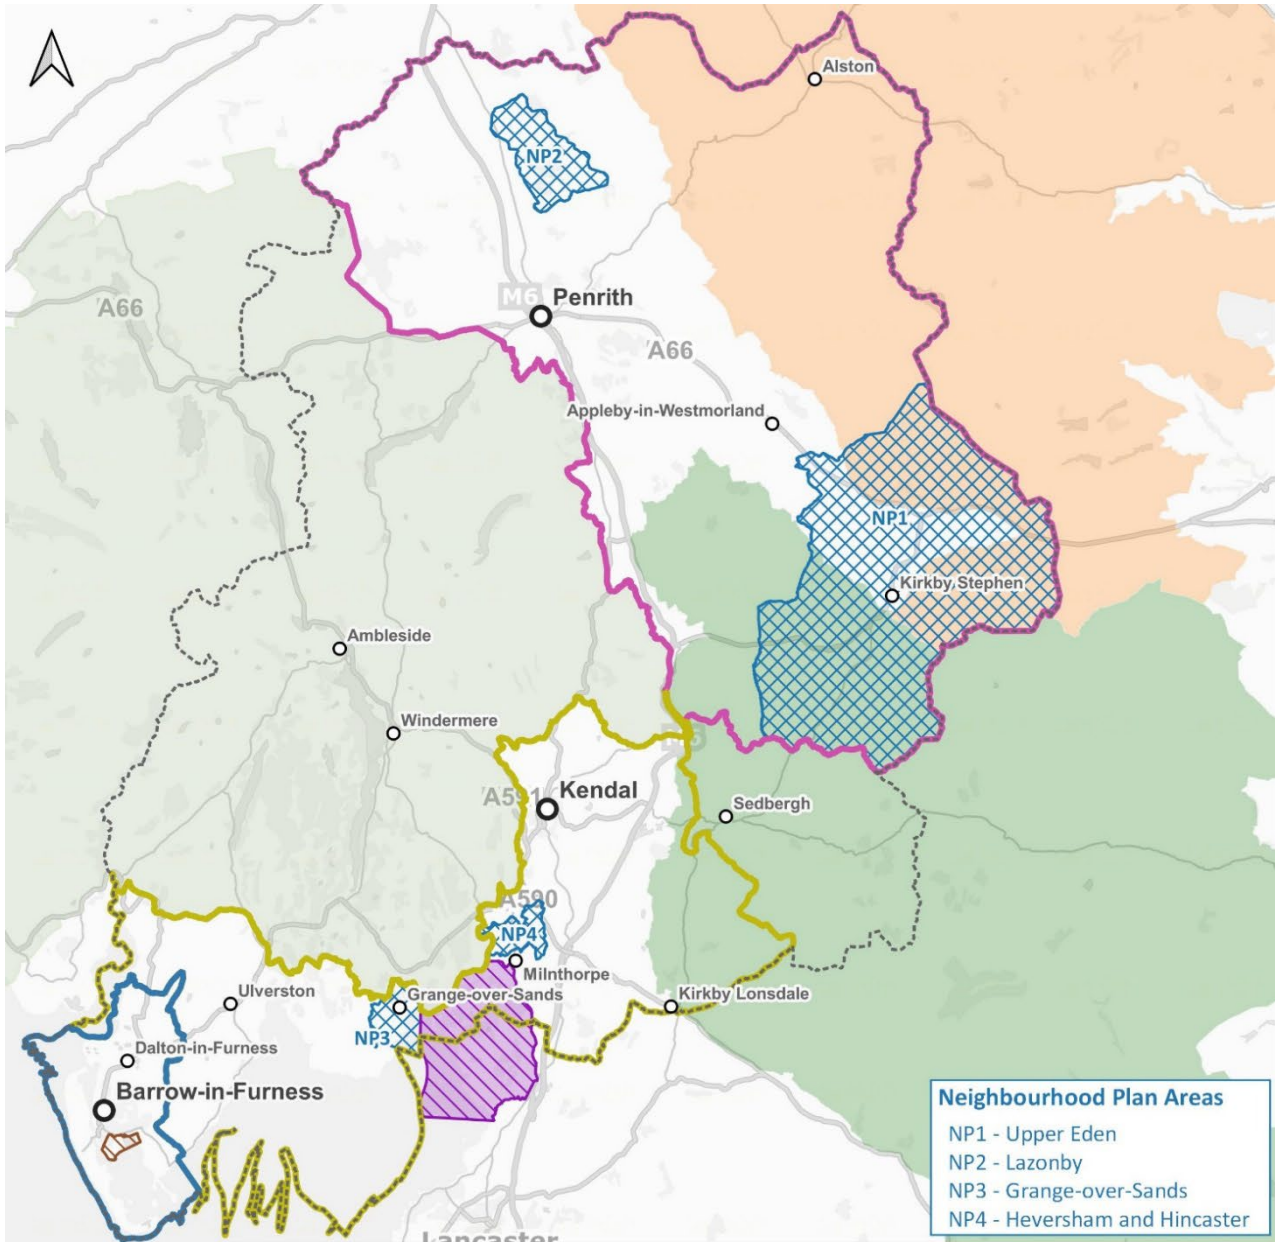 Alston
NP2
M6
Penrith
A66
A66
Appleby-in-Westmorland
NP1
Kirkby Stephen
Ambleside
Windermere
Kendal
A591
Sedbergh
A590
NP4
Milnthorpe
Ulverston
Grange-over-Sands
Kirkby Lonsdale
NP3
Dalton-in-Furness
Barrow-in-Furness
Neighbourhood Plan Areas
NP1 - Upper Eden
NP2 - Lazonby
NP3 - Grange-over-Sands
NP4 - Heversham and Hincaster
Lancaster